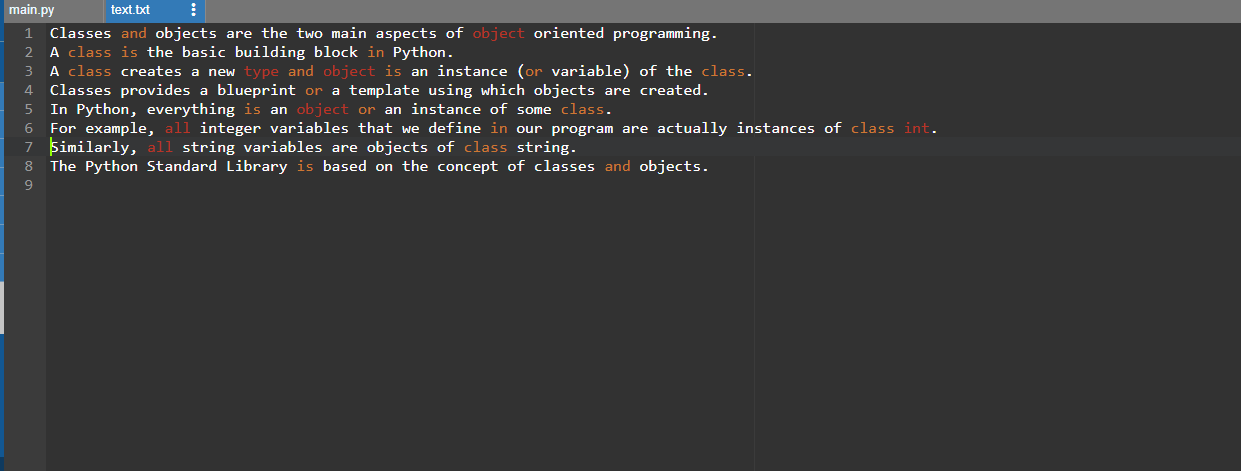 main.py text.txt
1 Classes and objects are the two main aspects of object oriented programming.
2 A class is the basic building block in Python.
3 A class creates a new type and object is an instance (or variable) of the class.
4 Classes provides a blueprint or a template using which objects are created.
5 In Python, everything is an object or an instance of some class.
6 For example, all integer variables that we define in our program are actually instances of class int.
7 Similarly, all string variables are objects of class string.
8 The Python Standard Library is based on the concept of classes and objects.
9